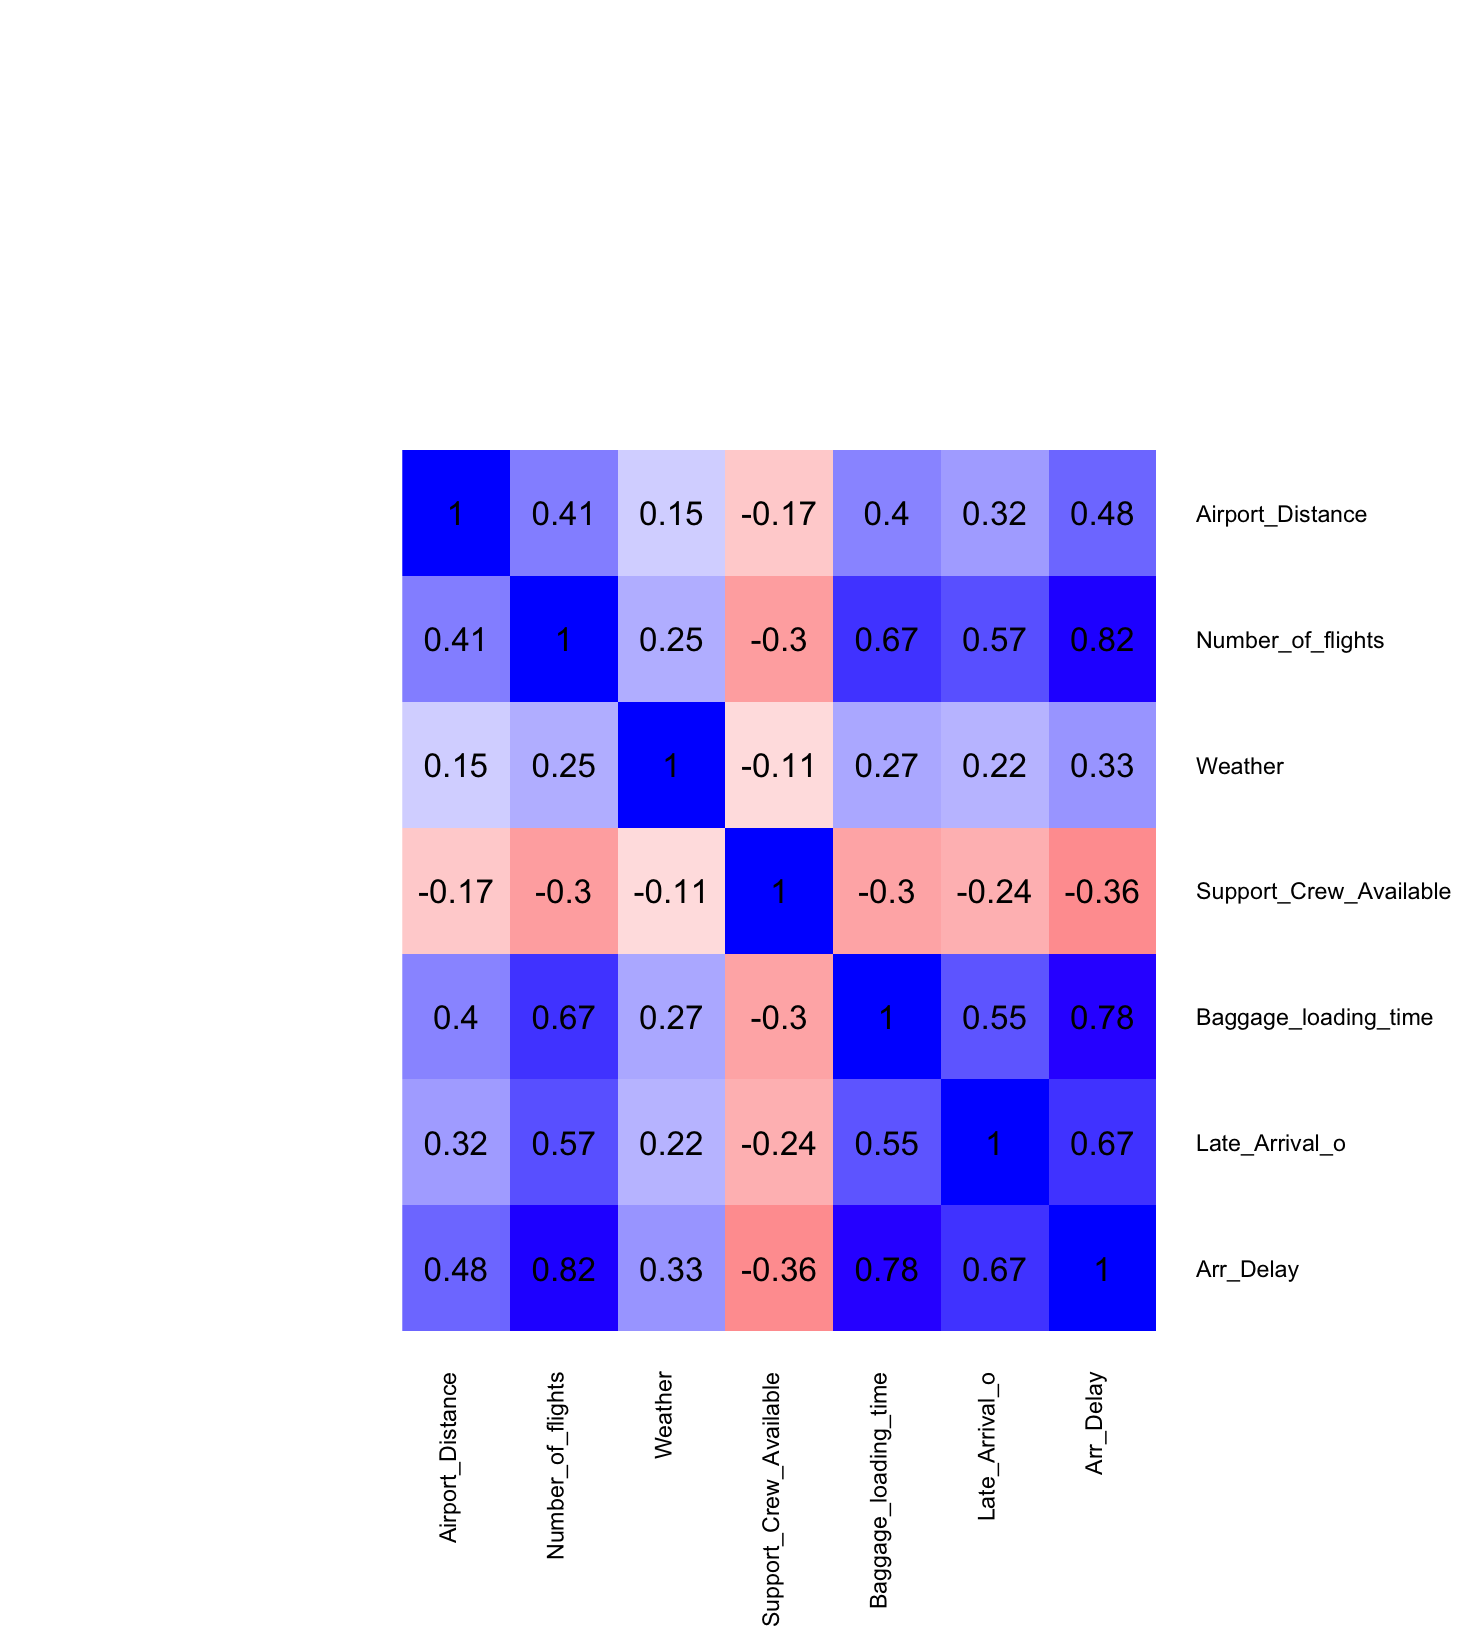 1 0.41 0.15 -0.17 0.4 0.32 0.48 Airport_Distance
0.41 1 0.25 -0.3 0.67 0.57 0.82 Number_of_flights
0.15 0.25 1 -0.11 0.27 0.22 0.33 Weather
-0.17 -0.3 -0.11 1 -0.3 -0.24 -0.36 Support_Crew_Available
0.4 0.67 0.27 -0.3 1 0.55 0.78 Baggage_loading_time
0.32 0.57 0.22 -0.24 0.55 1 0.67 Late_Arrival_o
0.48 0.82 0.33 -0.36 0.78 0.67 1 Arr_Delay
Airport_Distance
Number_of_flights
Weather
Support_Crew_Available
Baggage_loading_time
Late_Arrival_o
Arr_Delay